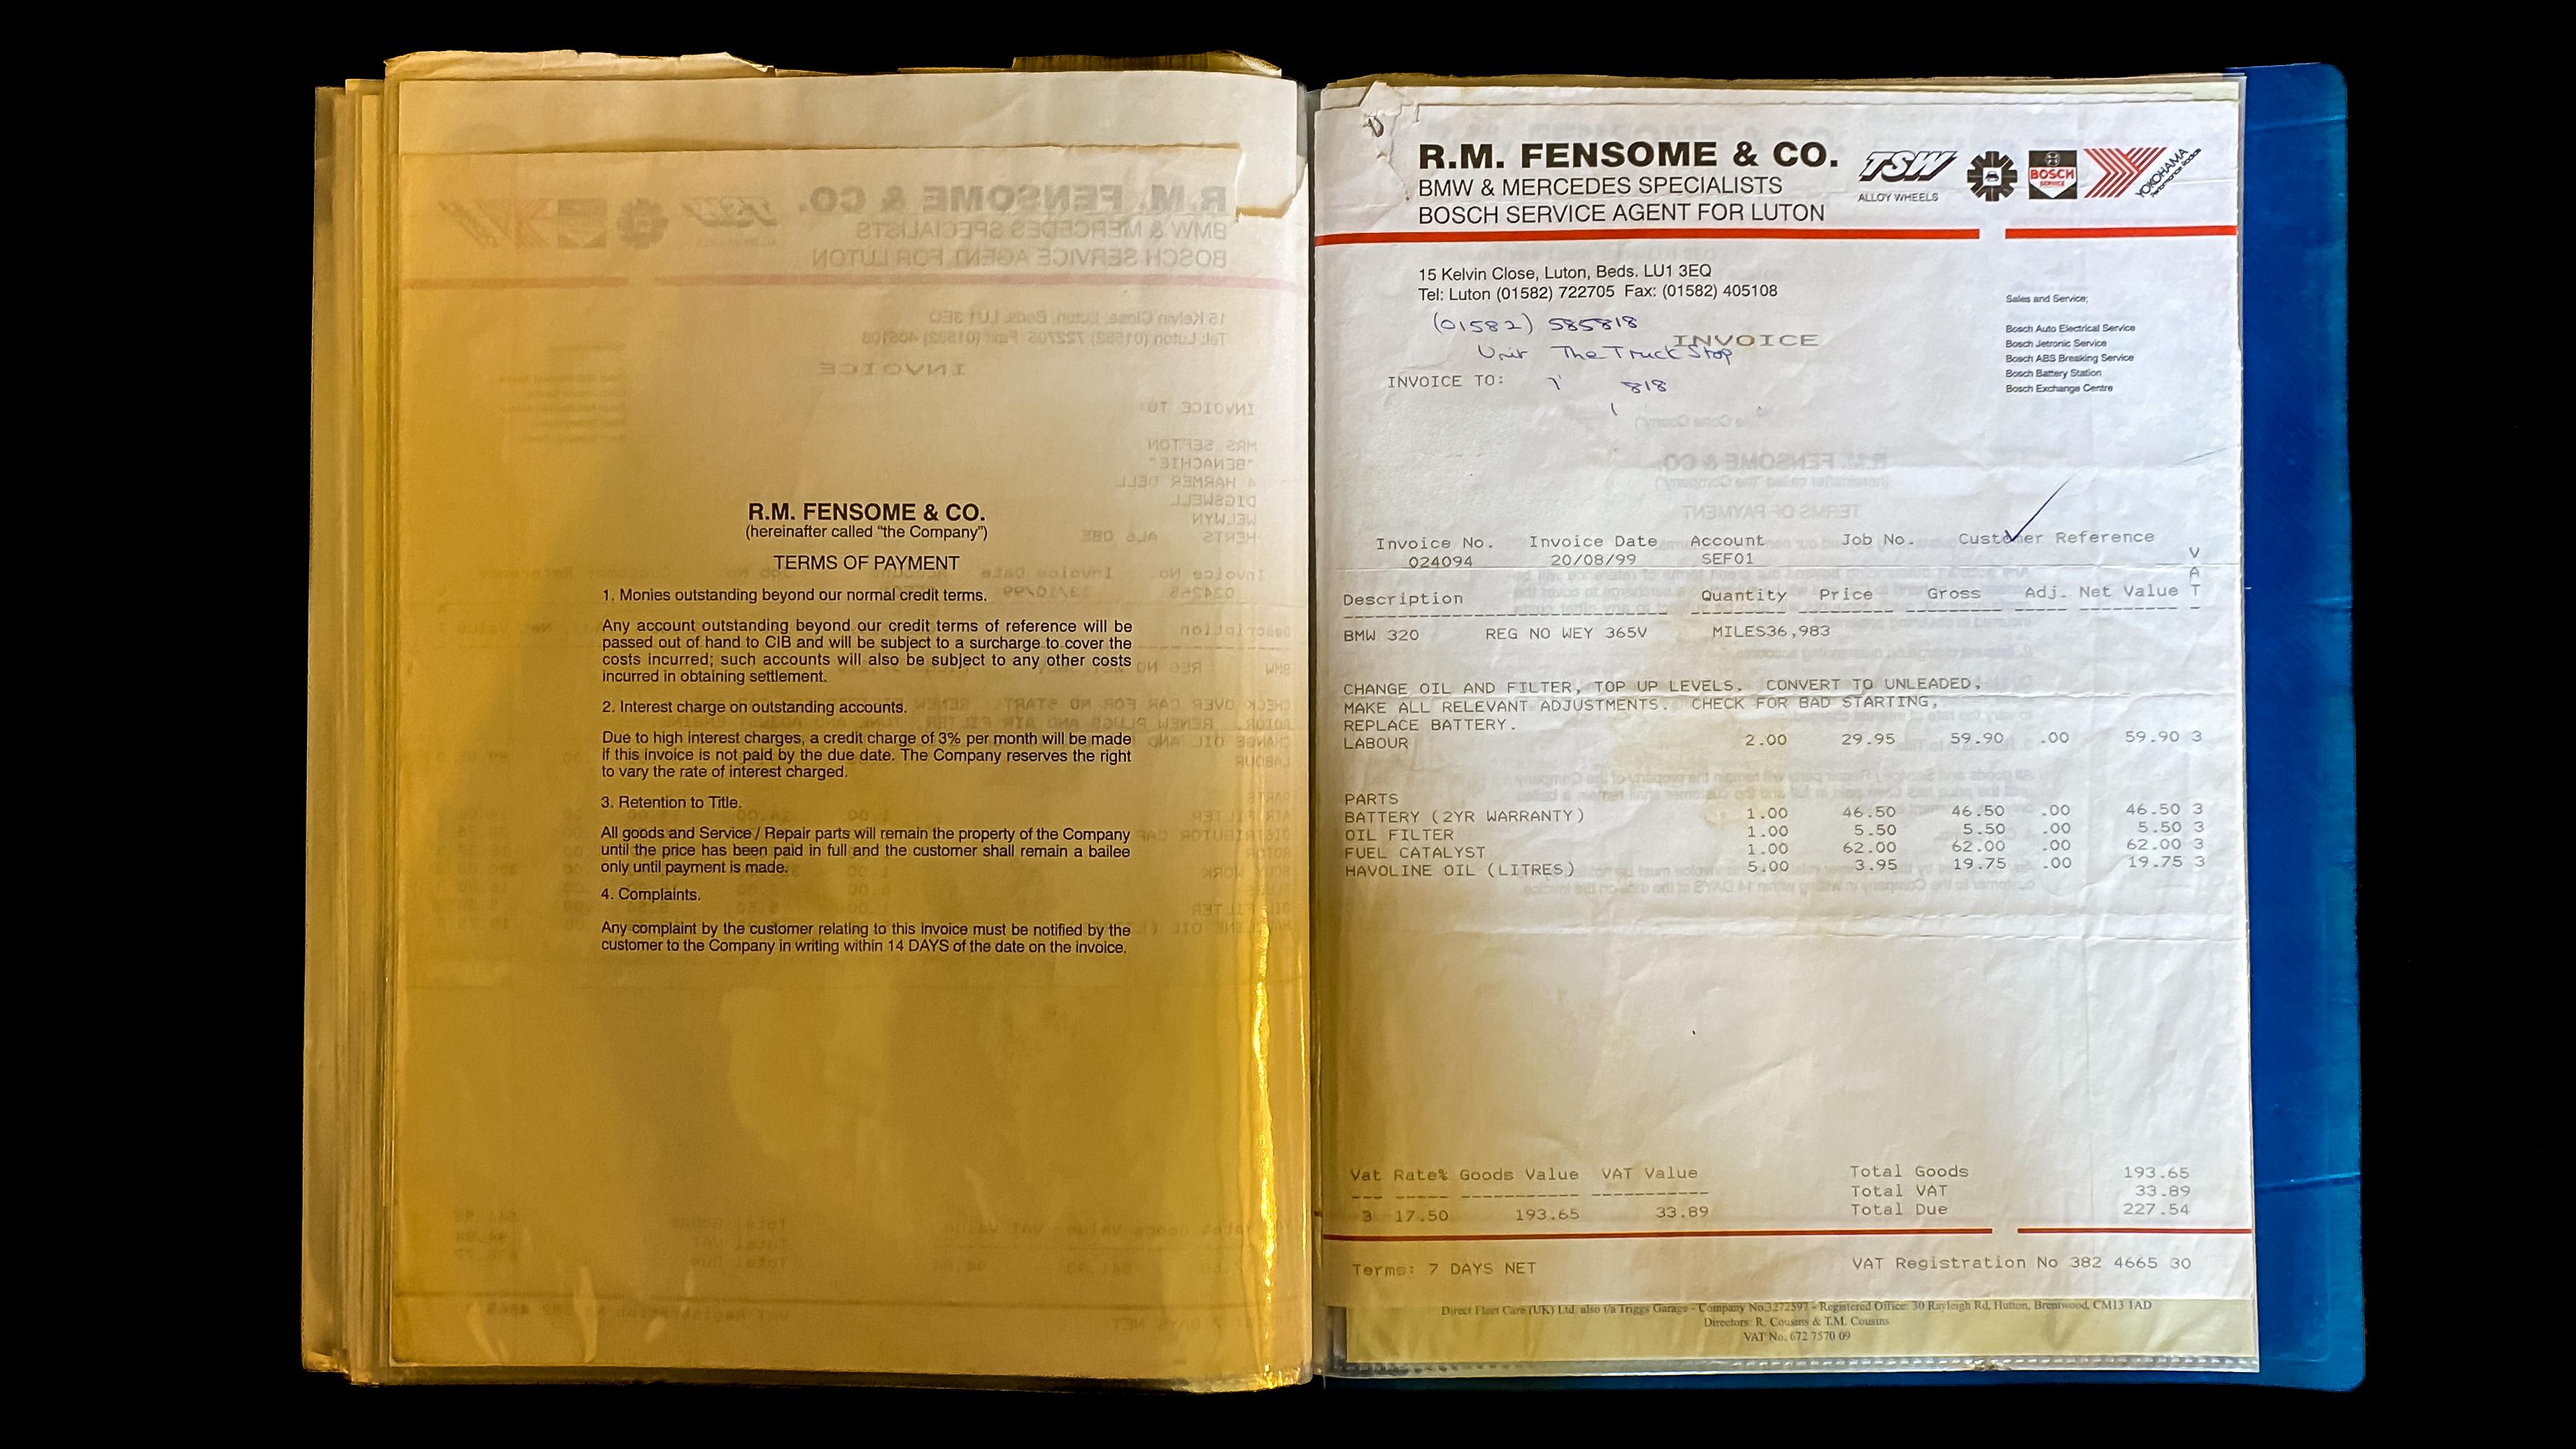 R.M. FENSOME & CO.
(hereinafter called "the Company")
TERMS OF PAYMENT
1. Monies outstanding beyond our normal credit terms.
Any account outstanding beyond our credit terms of reference will be
passed out of hand to CIB and will be subject to a surcharge to cover the
costs incurred; such accounts will also be subject to any other costs
incurred in obtaining settlement.
2. Interest charge on outstanding accounts.
Due to high interest charges, a credit charge of 3% per month will be made
if this invoice is not paid by the due date. The Company reserves the right
to vary the rate of interest charged.
3. Retention to Title.
All goods and Service / Repair parts will remain the property of the Company
until the price has been paid in full and the customer shall remain a bailee
only until payment is made.
4. Complaints.
Any complaint by the customer relating to this invoice must be notified by the
customer to the Company in writing within 14 DAYS of the date on the invoice.
R.M. FENSOME & CO.
BMW & MERCEDES SPECIALISTS
BOSCH SERVICE AGENT FOR LUTON
TSW
ALLOY WHEELS
BOSCH
SERVICE
YOKOHAMA
15 Kelvin Close, Luton, Beds. LU1 3EQ
Tel: Luton (01582) 722705 Fax: (01582) 405108
(01582) 585818
INVOICE
Unit The Truck Stop
INVOICE TO:
818
Sales and Service;
Bosch Auto Electrical Service
Bosch Jetronic Service
Bosch ABS Breaking Service
Bosch Battery Station
Bosch Exchange Centre
Invoice No. Invoice Date Account Job No. Customer Reference
024094 20/08/99 SEF01
Description Quantity Price Gross Adj. Net Value VAT
BMW 320 REG NO WEY 365V MILES36,983
CHANGE OIL AND FILTER, TOP UP LEVELS. CONVERT TO UNLEADED,
MAKE ALL RELEVANT ADJUSTMENTS. CHECK FOR BAD STARTING,
REPLACE BATTERY.
LABOUR 2.00 29.95 59.90 .00 59.90 3
PARTS
BATTERY (2YR WARRANTY) 1.00 46.50 46.50 .00 46.50 3
OIL FILTER 1.00 5.50 5.50 .00 5.50 3
FUEL CATALYST 1.00 62.00 62.00 .00 62.00 3
HAVOLINE OIL (LITRES) 5.00 3.95 19.75 .00 19.75 3
Vat Rate% Goods Value VAT Value Total Goods 193.65
Total VAT 33.89
3 17.50 193.65 33.89 Total Due 227.54
Terms: 7 DAYS NET VAT Registration No 382 4665 30
Direct Fleet Care (UK) Ltd. also t/a Triggs Garage - Company No.3272597 - Registered Office: 30 Rayleigh Rd, Hutton, Brentwood, CM13 1AD
Directors: R. Cousins & T.M. Cousins
VAT No. 672 7570 09